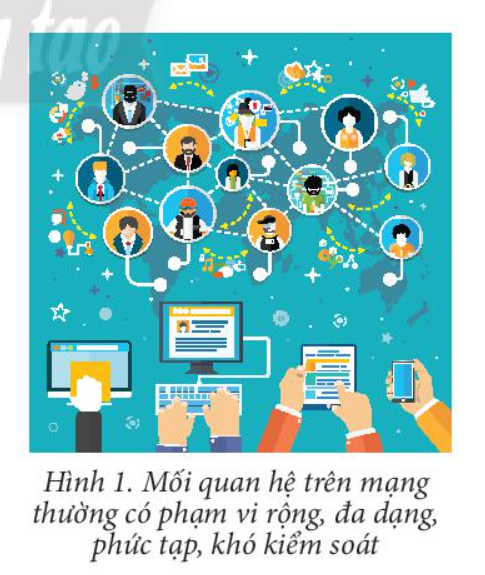 tạo
Hình 1. Mối quan hệ trên mạng
thường có phạm vi rộng, đa dạng,
phức tạp, khó kiểm soát